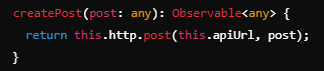 createPost(post: any): Observable<any> {
return this.http.post(this.apiUrl, post);
}